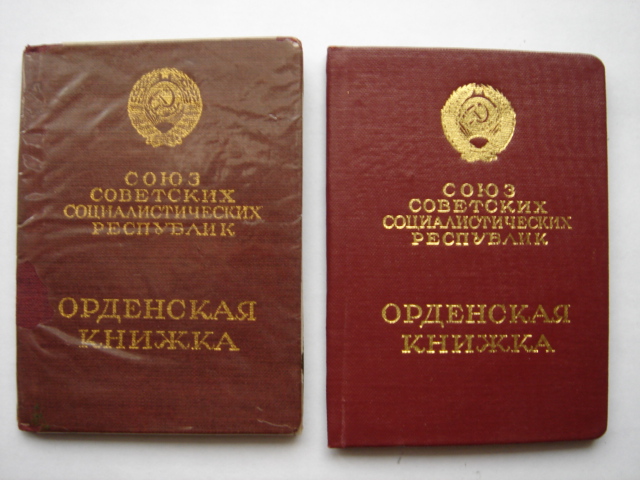 СОЮЗ
СОВЕТСКИХ
СОЦИАЛИСТИЧЕСКИХ
РЕСПУБЛИК
ОРДЕНСКАЯ
КНИЖКА
СОЮЗ
СОВЕТСКИХ
СОЦИАЛИСТИЧЕСКИХ
РЕСПУБЛИК
ОРДЕНСКАЯ
КНИЖКА